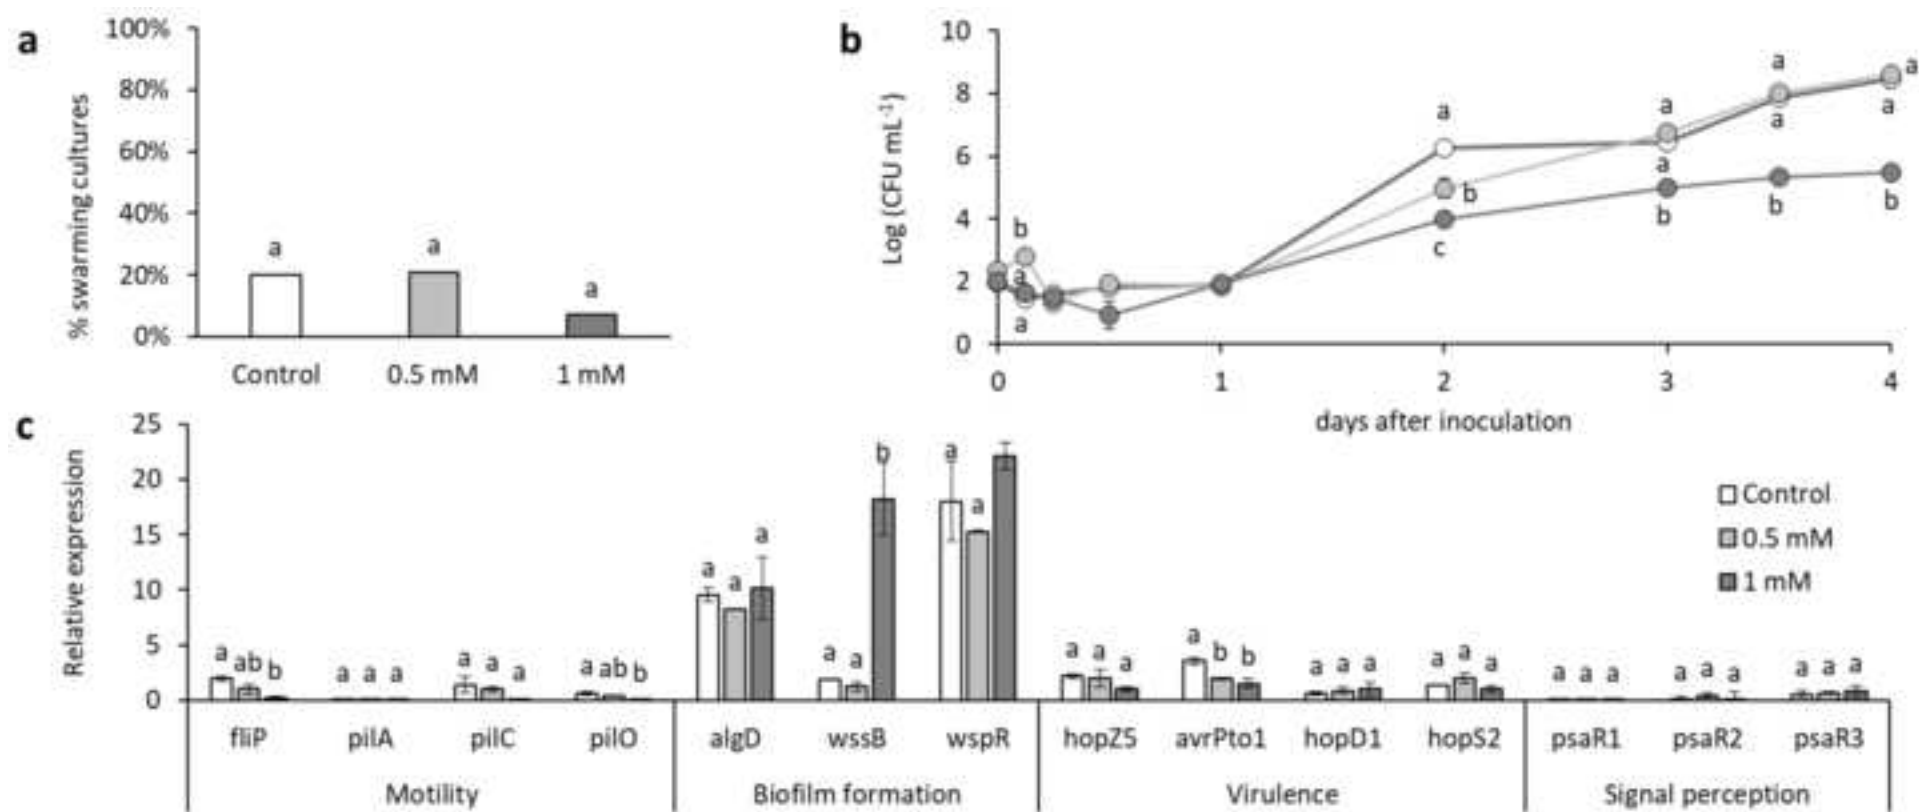 a
100%
80%
60%
40%
20%
0%
% swarming cultures
a a a
Control 0.5 mM 1 mM
b
10
8
6
4
2
0
Log (CFU mL⁻¹)
b
a
a
a
b
c
a
a
b
a
a
b
a
a
b
0 1 2 3 4
days after inoculation
c
25
20
15
10
5
0
Relative expression
a ab b a a a a a a a ab b a a a a a b a a a a a a b b a a a a a a a a a a a a a a a
Control
0.5 mM
1 mM
fliP pilA pilC pilO algD wssB wspR hopZ5 avrPto1 hopD1 hopS2 psaR1 psaR2 psaR3
Motility Biofilm formation Virulence Signal perception